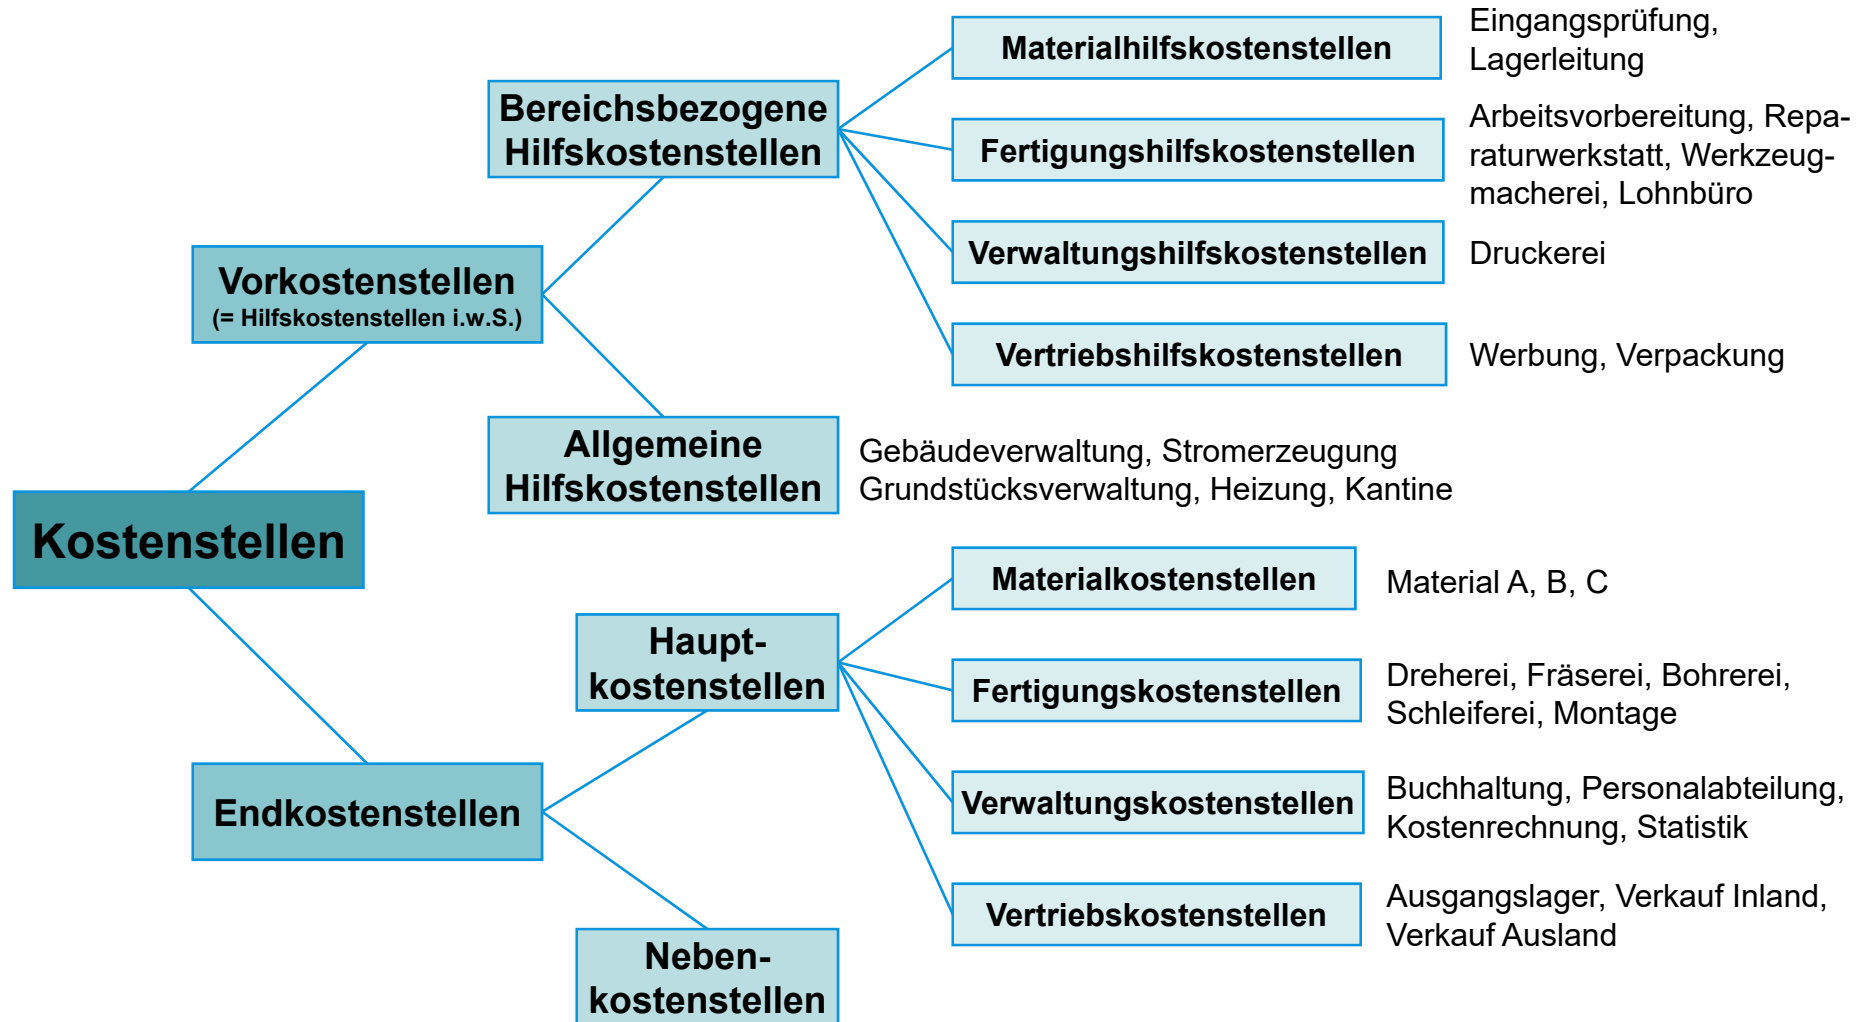 Eingangsprüfung,
Lagerleitung
Materialhilfskostenstellen
Bereichsbezogene
Hilfskostenstellen
Arbeitsvorbereitung, Repa-
raturwerkstatt, Werkzeug-
macherei, Lohnbüro
Fertigungshilfskostenstellen
Verwaltungshilfskostenstellen
Druckerei
Vorkostenstellen
(= Hilfskostenstellen i.w.S.)
Vertriebshilfskostenstellen
Werbung, Verpackung
Allgemeine
Hilfskostenstellen
Gebäudeverwaltung, Stromerzeugung
Grundstücksverwaltung, Heizung, Kantine
Kostenstellen
Materialkostenstellen
Material A, B, C
Haupt-
kostenstellen
Fertigungskostenstellen
Dreherei, Fräserei, Bohrerei,
Schleiferei, Montage
Endkostenstellen
Verwaltungskostenstellen
Buchhaltung, Personalabteilung,
Kostenrechnung, Statistik
Vertriebskostenstellen
Ausgangslager, Verkauf Inland,
Verkauf Ausland
Neben-
kostenstellen